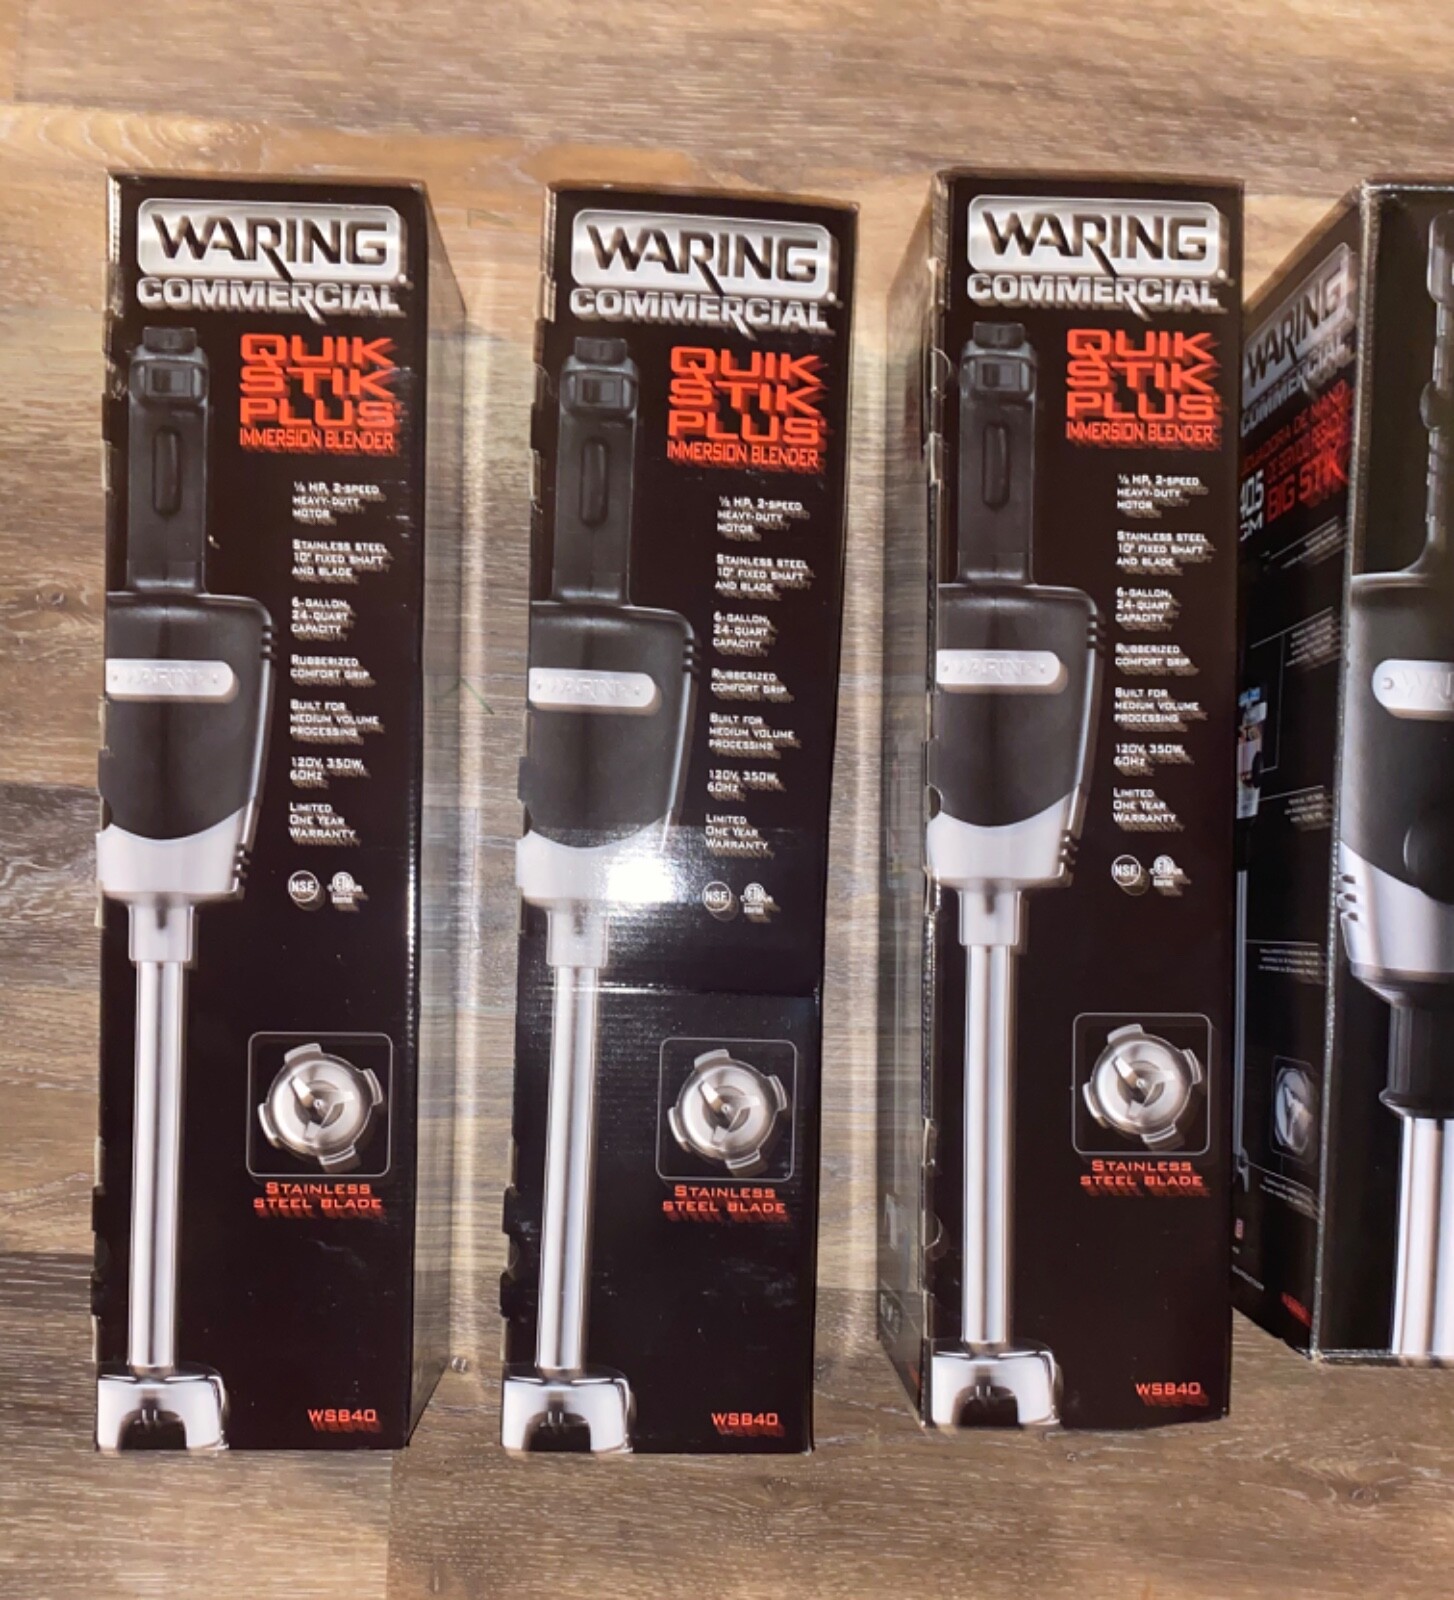 WARING
COMMERCIAL
QUIK
STIK
PLUS
IMMERSION BLENDER
½ HP, 2-SPEED
HEAVY-DUTY
MOTOR
STAINLESS STEEL
10" FIXED SHAFT
AND BLADE
6-GALLON,
24-QUART
CAPACITY
RUBBERIZED
COMFORT GRIP
BUILT FOR
MEDIUM VOLUME
PROCESSING
120V, 350W,
60HZ
LIMITED
ONE YEAR
WARRANTY
NSF
WARING
STAINLESS
STEEL BLADE
WSB40
WARING
COMMERCIAL
QUIK
STIK
PLUS
IMMERSION BLENDER
½ HP, 2-SPEED
HEAVY-DUTY
MOTOR
STAINLESS STEEL
10" FIXED SHAFT
AND BLADE
6-GALLON,
24-QUART
CAPACITY
RUBBERIZED
COMFORT GRIP
BUILT FOR
MEDIUM VOLUME
PROCESSING
120V, 350W,
60HZ
LIMITED
ONE YEAR
WARRANTY
NSF
WARING
STAINLESS
STEEL BLADE
WSB40
WARING
COMMERCIAL
QUIK
STIK
PLUS
IMMERSION BLENDER
½ HP, 2-SPEED
HEAVY-DUTY
MOTOR
STAINLESS STEEL
10" FIXED SHAFT
AND BLADE
6-GALLON,
24-QUART
CAPACITY
RUBBERIZED
COMFORT GRIP
BUILT FOR
MEDIUM VOLUME
PROCESSING
120V, 350W,
60HZ
LIMITED
ONE YEAR
WARRANTY
NSF
WARING
STAINLESS
STEEL BLADE
WSB40
WARING
COMMERCIAL
BIG STIK